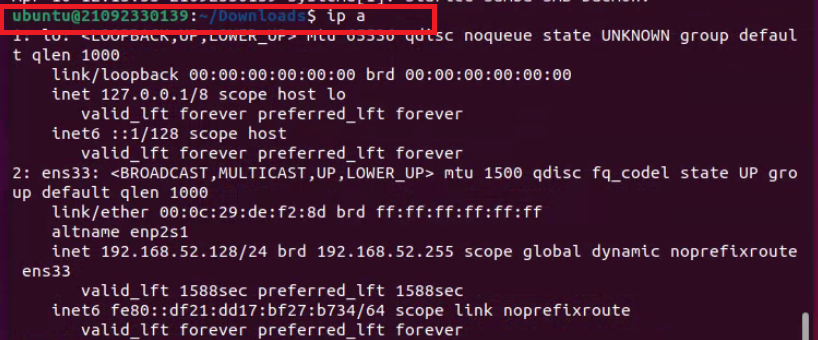 ubuntu@21092330139:~/Downloads$ ip a
1: lo: <LOOPBACK,UP,LOWER_UP> mtu 65536 qdisc noqueue state UNKNOWN group defaul
t qlen 1000
link/loopback 00:00:00:00:00:00 brd 00:00:00:00:00:00
inet 127.0.0.1/8 scope host lo
valid_lft forever preferred_lft forever
inet6 ::1/128 scope host
valid_lft forever preferred_lft forever
2: ens33: <BROADCAST,MULTICAST,UP,LOWER_UP> mtu 1500 qdisc fq_codel state UP gro
up default qlen 1000
link/ether 00:0c:29:de:f2:8d brd ff:ff:ff:ff:ff:ff
altname enp2s1
inet 192.168.52.128/24 brd 192.168.52.255 scope global dynamic noprefixroute
ens33
valid_lft 1588sec preferred_lft 1588sec
inet6 fe80::df21:dd17:bf27:b734/64 scope link noprefixroute
valid_lft forever preferred_lft forever